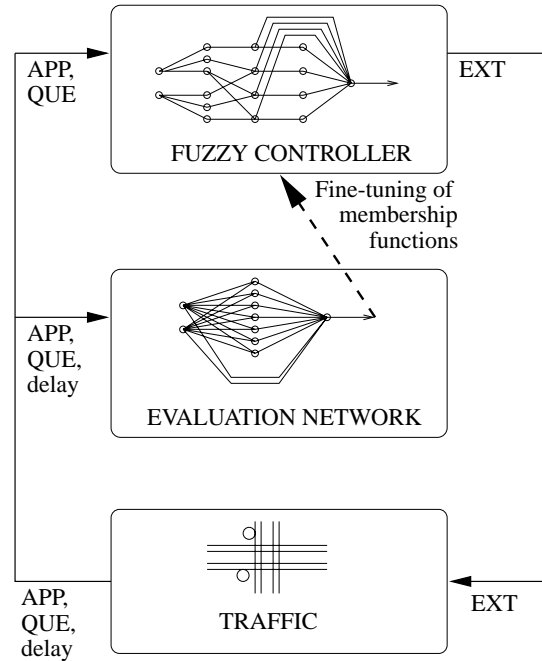 APP,
QUE
EXT
FUZZY CONTROLLER
Fine-tuning of
membership
functions
APP,
QUE,
delay
EVALUATION NETWORK
APP,
QUE,
delay
TRAFFIC
EXT